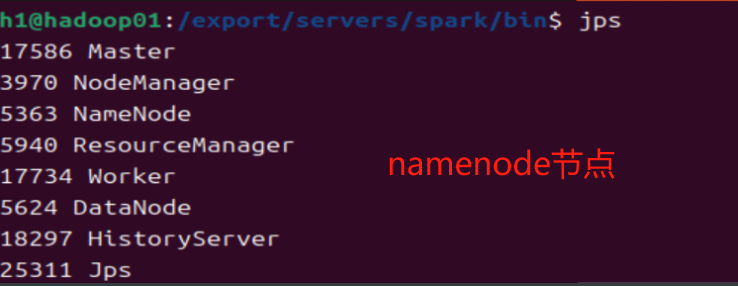 h1@hadoop01:/export/servers/spark/bin$ jps
17586 Master
3970 NodeManager
5363 NameNode
5940 ResourceManager
namenode节点
17734 Worker
5624 DataNode
18297 HistoryServer
25311 Jps